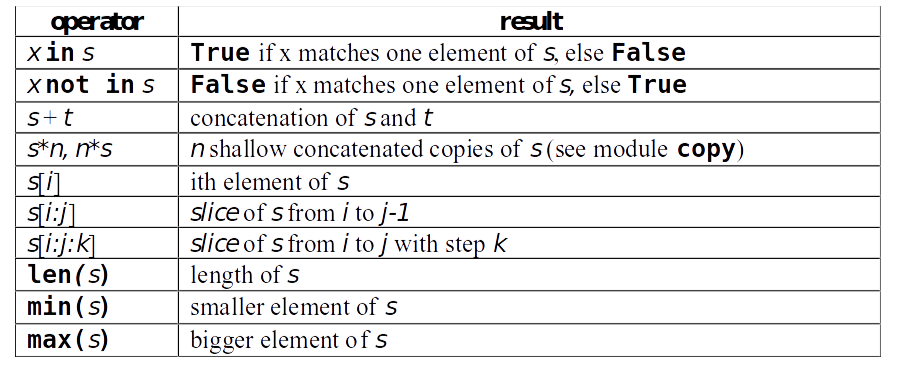 operator result
x in s True if x matches one element of s, else False
x not in s False if x matches one element of s, else True
s+ t concatenation of s and t
s*n, n*s n shallow concatenated copies of s (see module copy)
s[i] ith element of s
s[i:j] slice of s from i to j-1
s[i:j:k] slice of s from i to j with step k
len(s) length of s
min(s) smaller element of s
max(s) bigger element of s